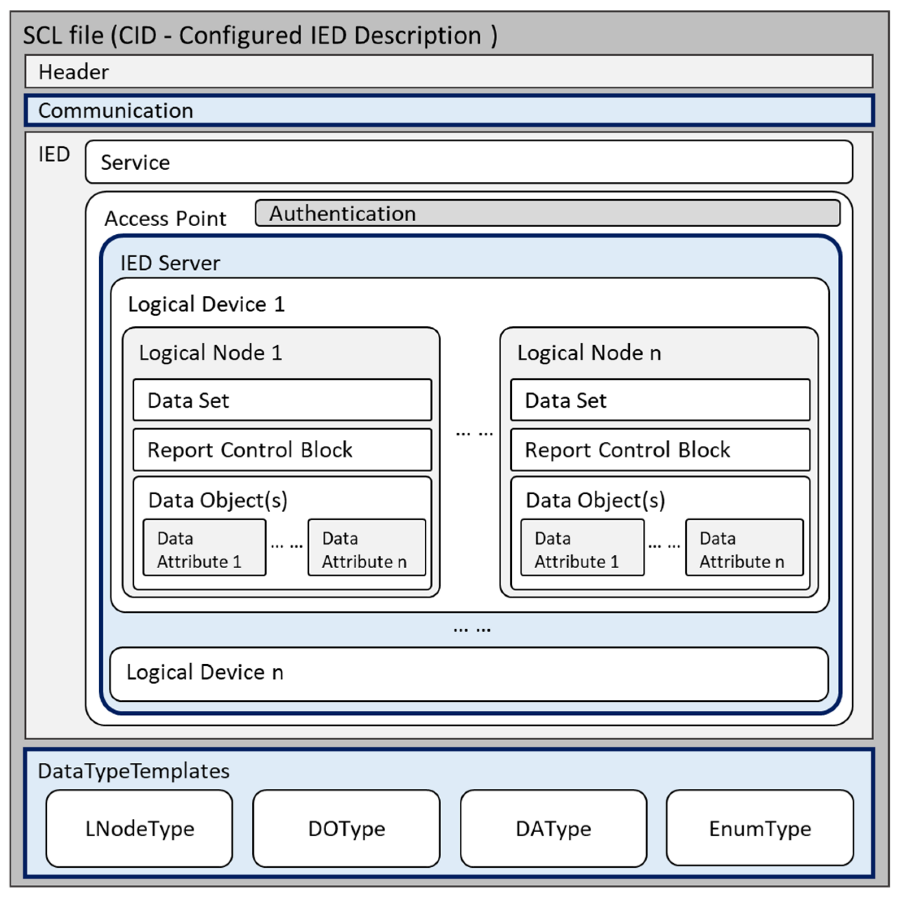 SCL file (CID - Configured IED Description )
Header
Communication
IED
Service
Access Point
Authentication
IED Server
Logical Device 1
Logical Node 1
Data Set
Report Control Block
Data Object(s)
Data
Attribute 1
... ...
Data
Attribute n
... ...
Logical Node n
Data Set
Report Control Block
Data Object(s)
Data
Attribute 1
... ...
Data
Attribute n
... ...
Logical Device n
DataTypeTemplates
LNodeType
DOType
DAType
EnumType